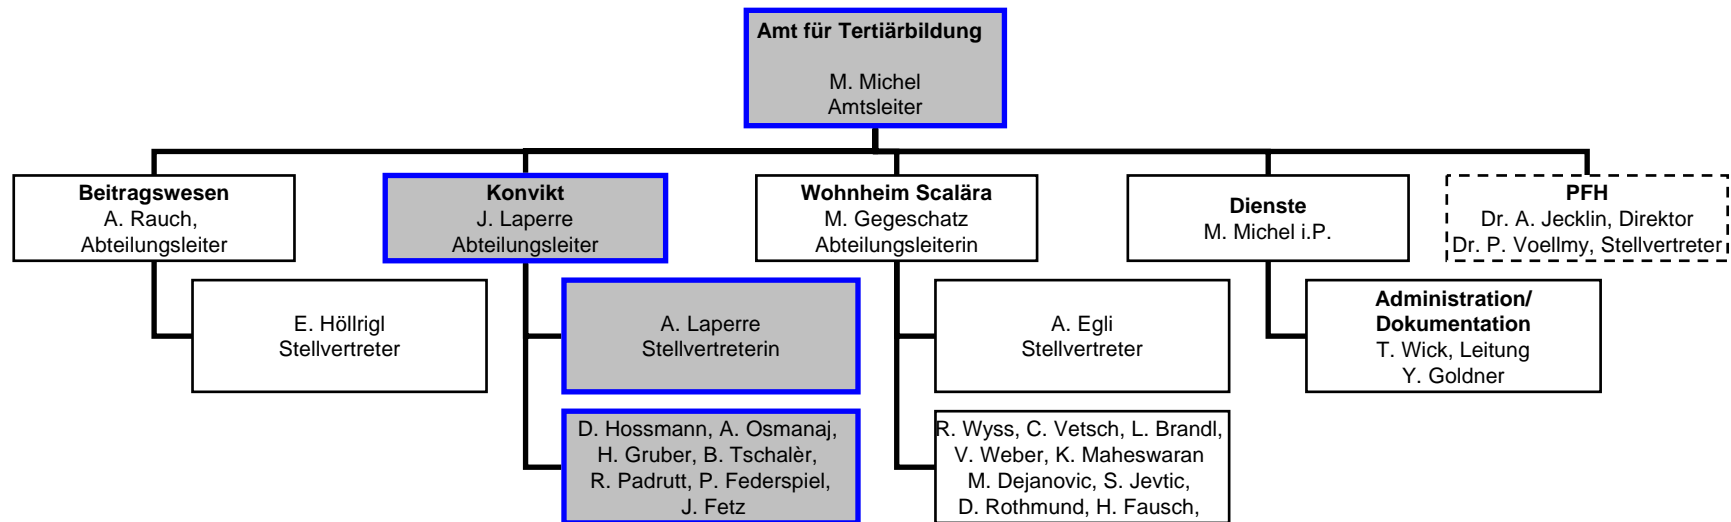 Amt für Tertiärbildung
M. Michel
Amtsleiter
Beitragswesen
A. Rauch,
Abteilungsleiter
Konvikt
J. Laperre
Abteilungsleiter
Wohnheim Scalära
M. Gegeschatz
Abteilungsleiterin
Dienste
M. Michel i.P.
PFH
Dr. A. Jecklin, Direktor
Dr. P. Voellmy, Stellvertreter
E. Höllrigl
Stellvertreter
A. Laperre
Stellvertreterin
A. Egli
Stellvertreter
Administration/
Dokumentation
T. Wick, Leitung
Y. Goldner
D. Hossmann, A. Osmanaj,
H. Gruber, B. Tschalèr,
R. Padrutt, P. Federspiel,
J. Fetz
R. Wyss, C. Vetsch, L. Brandl,
V. Weber, K. Maheswaran
M. Dejanovic, S. Jevtic,
D. Rothmund, H. Fausch,